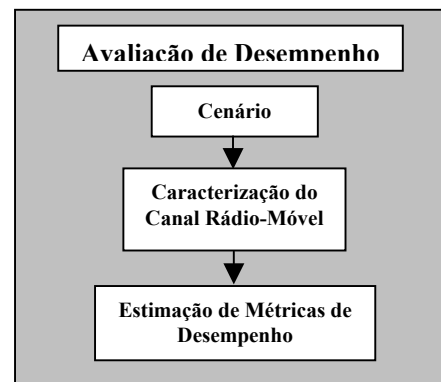 Avaliação de Desempenho
Cenário
Caracterização do
Canal Rádio-Móvel
Estimação de Métricas de
Desempenho